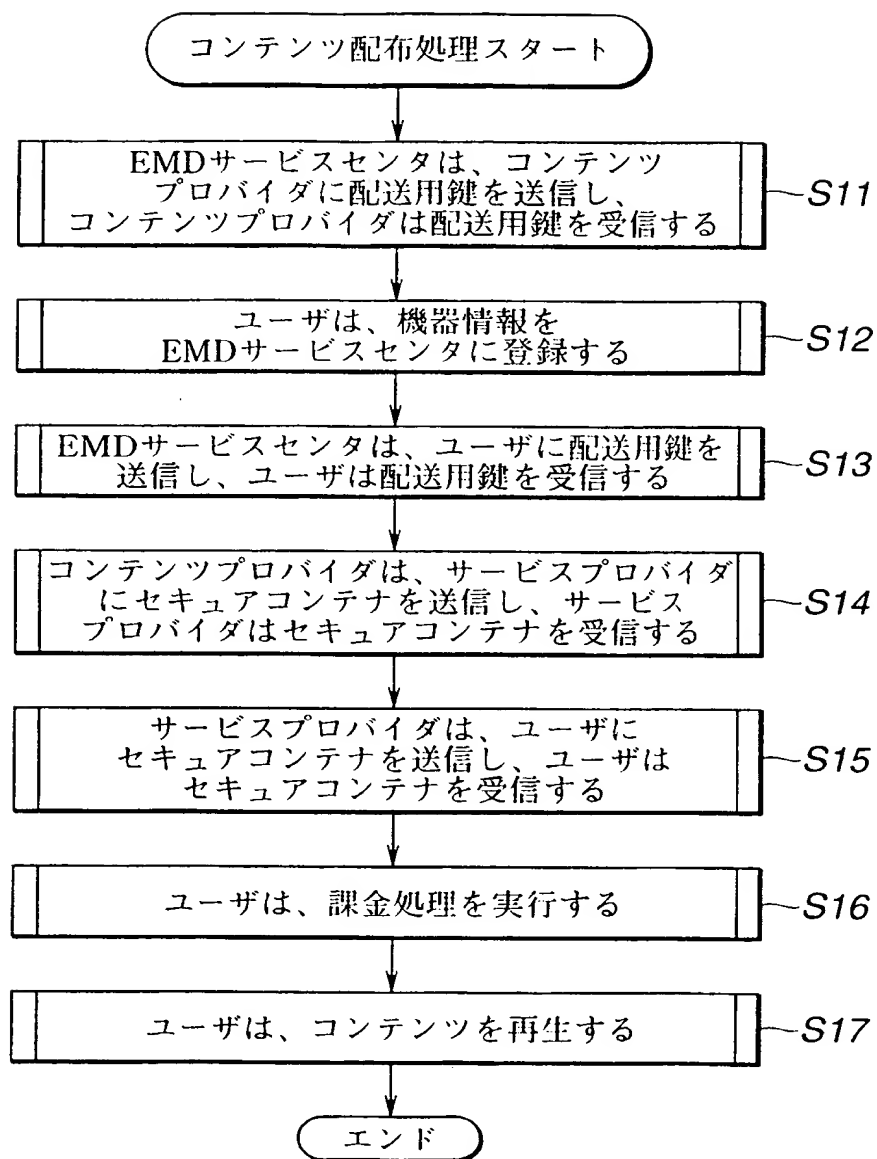 コンテンツ配布処理スタート
EMDサービスセンタは、コンテンツ
プロバイダに配送用鍵を送信し、
コンテンツプロバイダは配送用鍵を受信する
S11
ユーザは、機器情報を
EMDサービスセンタに登録する
S12
EMDサービスセンタは、ユーザに配送用鍵を
送信し、ユーザは配送用鍵を受信する
S13
コンテンツプロバイダは、サービスプロバイダ
にセキュアコンテナを送信し、サービス
プロバイダはセキュアコンテナを受信する
S14
サービスプロバイダは、ユーザに
セキュアコンテナを送信し、ユーザは
セキュアコンテナを受信する
S15
ユーザは、課金処理を実行する
S16
ユーザは、コンテンツを再生する
S17
エンド